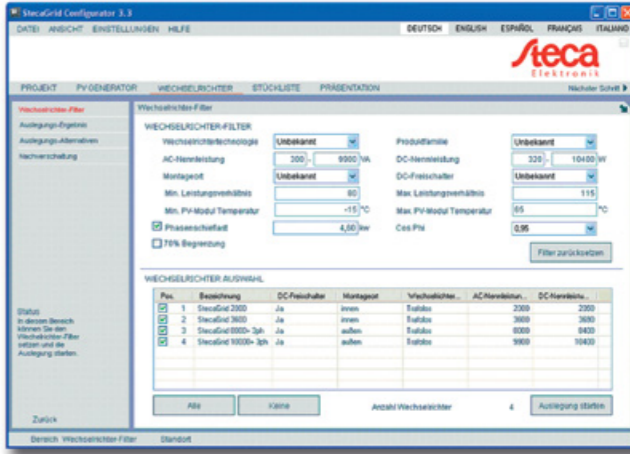 StecaGrid Configurator 3.3
DATEI ANSICHT EINSTELLUNGEN HILFE
DEUTSCH ENGLISH ESPAÑOL FRANÇAIS ITALIANO
Steca
Elektronik
PROJEKT PV-GENERATOR WECHSELRICHTER STÜCKLISTE PRÄSENTATION
Nächster Schritt
Wechselrichter-Filter
Auslegungs-Ergebnis
Auslegungs-Alternativen
Nachverschaltung
Wechselrichter-Filter
WECHSELRICHTER-FILTER
Wechselrichtertechnologie Unbekannt Produktfamilie Unbekannt
AC-Nennleistung 300 - 9900 VA DC-Nennleistung 320 - 10400 W
Montageort Unbekannt DC-Freischalter Unbekannt
Min. Leistungsverhältnis 80 Max. Leistungsverhältnis 115
Min. PV-Modul Temperatur -15 °C Max. PV-Modul Temperatur 65 °C
Phasenschieflast 4,60 kw Cos Phi 0,95
70% Begrenzung
Filter zurücksetzen
WECHSELRICHTER AUSWAHL
Pos. Bezeichnung DC-Freischalter Montageort Wechselrichter... AC-Nennleistun... DC-Nennleistu...
1 StecaGrid 2000 Ja innen Trafolos 2000
2 StecaGrid 3600 Ja innen Trafolos 3600
3 StecaGrid 8000+ 3ph Ja außen Trafolos 8000 8400
4 StecaGrid 10000+ 3ph Ja außen Trafolos 9900 10400
Alle Keine Anzahl Wechselrichter 4 Auslegung starten
Status
In diesem Bereich
können Sie den
Wechselrichter-Filter
setzen und die
Auslegung starten.
Zurück
Bereich Wechselrichter-Filter Standort